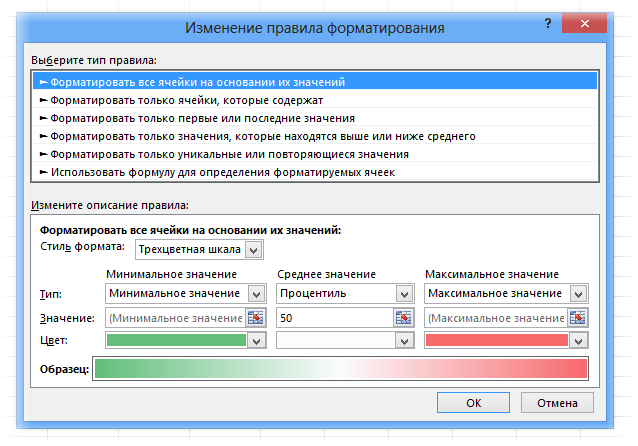 Изменение правила форматирования
?
Выберите тип правила:
► Форматировать все ячейки на основании их значений
► Форматировать только ячейки, которые содержат
► Форматировать только первые или последние значения
► Форматировать только значения, которые находятся выше или ниже среднего
► Форматировать только уникальные или повторяющиеся значения
► Использовать формулу для определения форматируемых ячеек
Измените описание правила:
Форматировать все ячейки на основании их значений:
Стиль формата: Трехцветная шкала
Минимальное значение Среднее значение Максимальное значение
Тип: Минимальное значение Процентиль Максимальное значение
Значение: (Минимальное значение 50 (Максимальное значение
Цвет:
Образец:
ОК Отмена